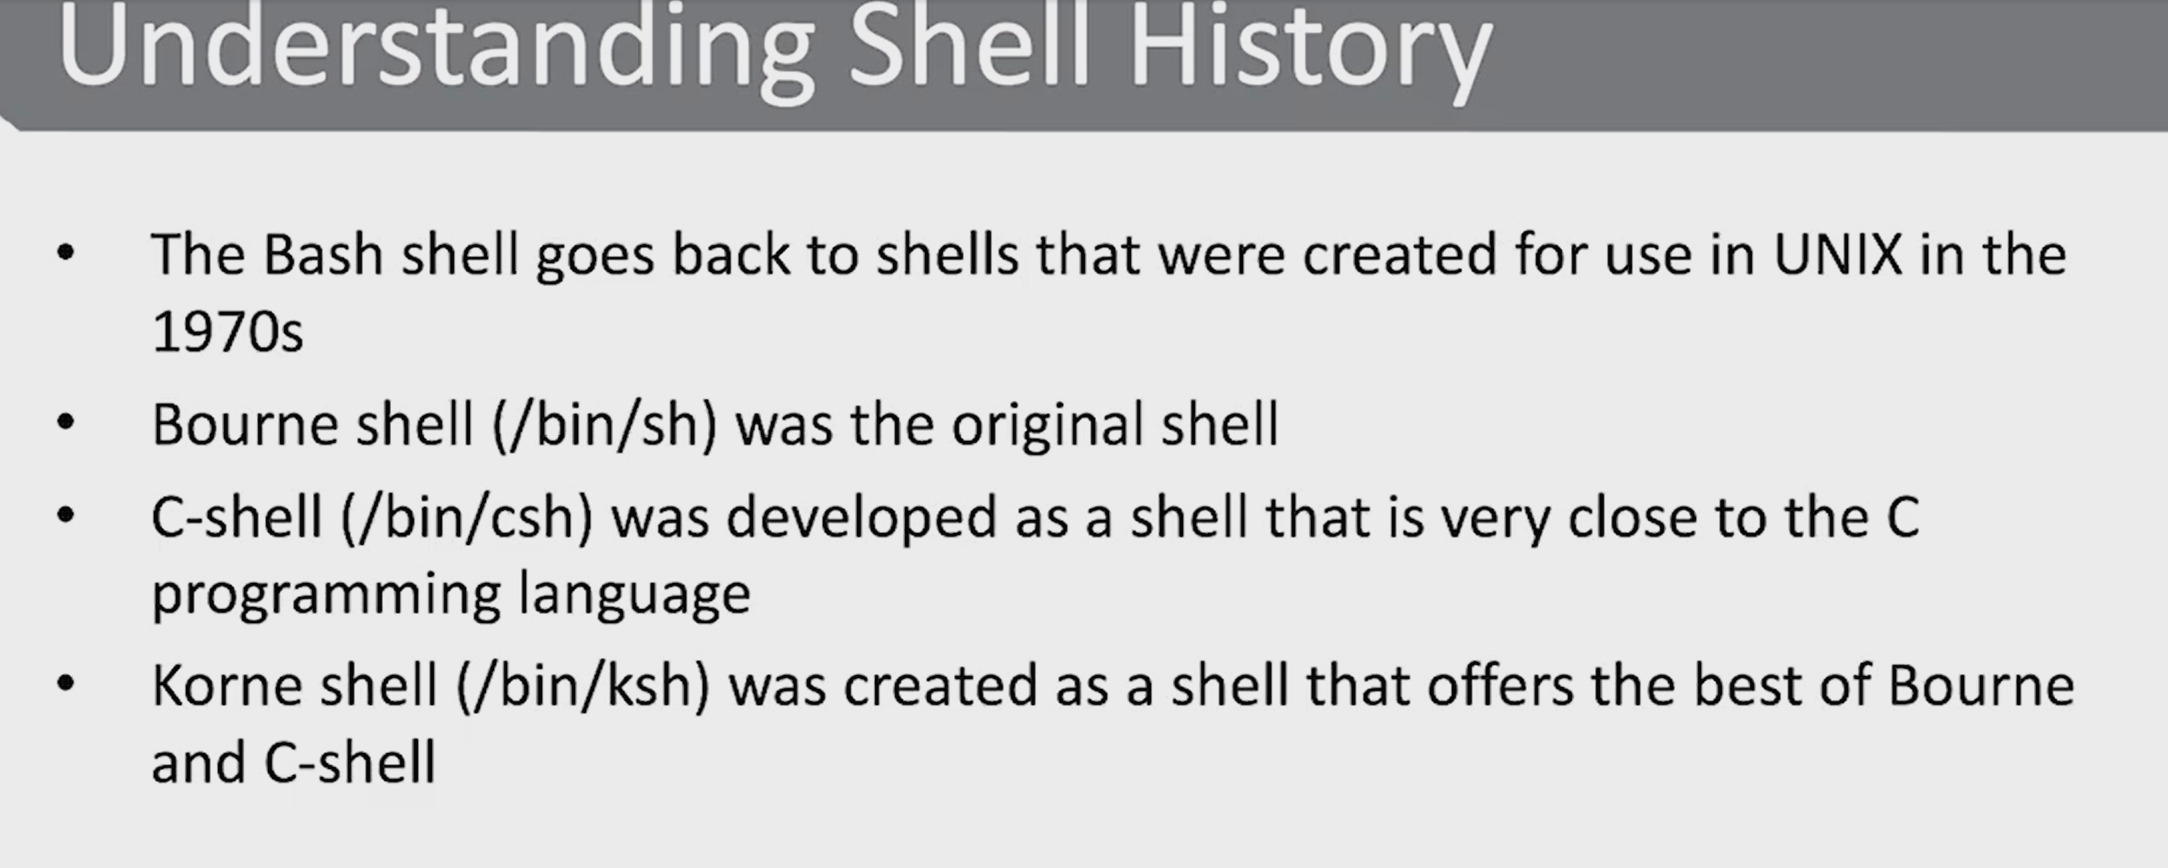 Understanding Shell History
• The Bash shell goes back to shells that were created for use in UNIX in the
1970s
• Bourne shell (/bin/sh) was the original shell
• C-shell (/bin/csh) was developed as a shell that is very close to the C
programming language
• Korne shell (/bin/ksh) was created as a shell that offers the best of Bourne
and C-shell